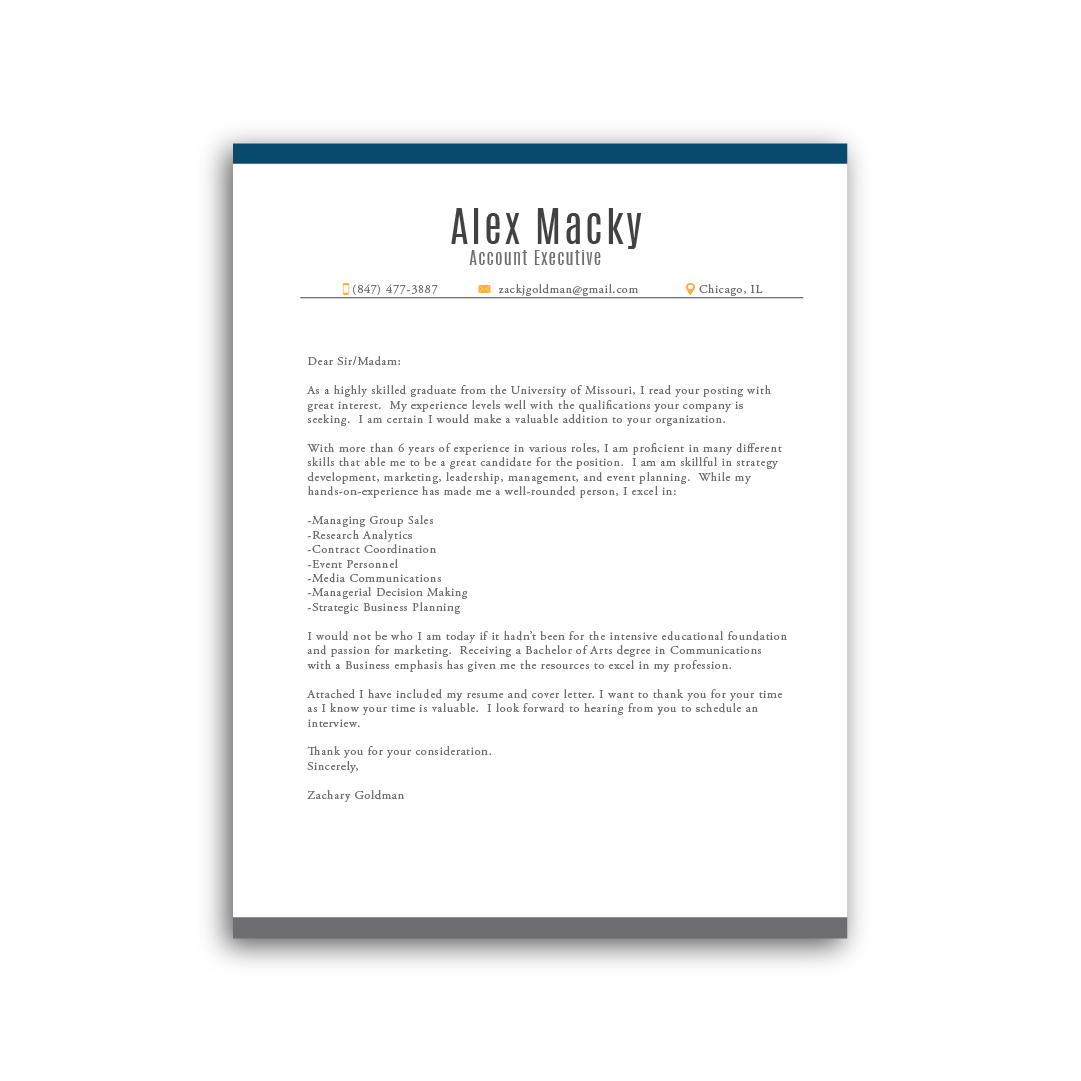 Alex Macky
Account Executive
(847) 477-3887 zackjgoldman@gmail.com Chicago, IL
Dear Sir/Madam:
As a highly skilled graduate from the University of Missouri, I read your posting with
great interest.  My experience levels well with the qualifications your company is
seeking.  I am certain I would make a valuable addition to your organization.
With more than 6 years of experience in various roles, I am proficient in many different
skills that able me to be a great candidate for the position.  I am am skillful in strategy
development, marketing, leadership, management, and event planning.  While my
hands-on-experience has made me a well-rounded person, I excel in:
-Managing Group Sales
-Research Analytics
-Contract Coordination
-Event Personnel
-Media Communications
-Managerial Decision Making
-Strategic Business Planning
I would not be who I am today if it hadn't been for the intensive educational foundation
and passion for marketing.  Receiving a Bachelor of Arts degree in Communications
with a Business emphasis has given me the resources to excel in my profession.
Attached I have included my resume and cover letter. I want to thank you for your time
as I know your time is valuable.  I look forward to hearing from you to schedule an
interview.
Thank you for your consideration.
Sincerely,
Zachary Goldman